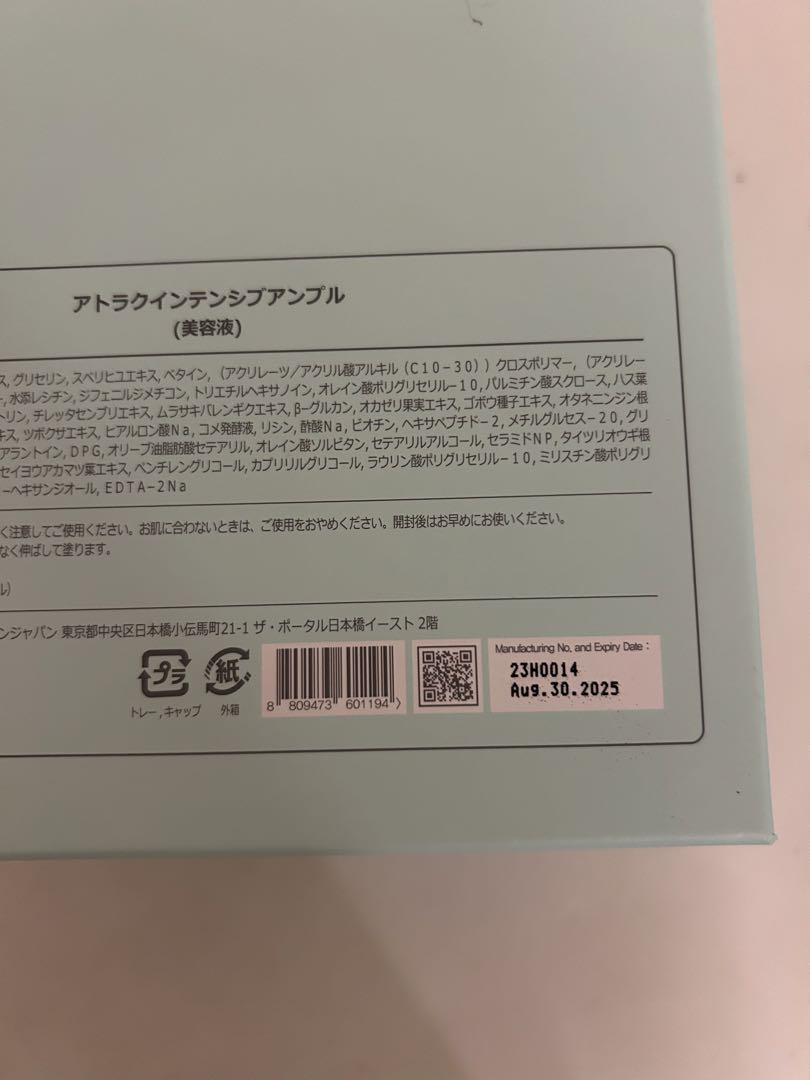 アトラクインテンシブアンプル
(美容液)
ス, グリセリン, スベリヒユエキス, ベタイン, （アクリレーツ／アクリル酸アルキル（C10−30））クロスポリマー, （アクリレー
水添レシチン, ジフェニルジメチコン, トリエチルヘキサノイン, オレイン酸ポリグリセリル−10, パルミチン酸スクロース, ハス葉
トリン, チレッタセンブリエキス, ムラサキバレンギクエキス, β−グルカン, オカゼリ果実エキス, ゴボウ種子エキス, オタネニンジン根
キス, ツボクサエキス, ヒアルロン酸Na, コメ発酵液, リシン, 酢酸Na, ビオチン, ヘキサペプチド−2, メチルグルセス−20, グリ
アラントイン, DPG, オリーブ油脂肪酸セテアリル, オレイン酸ソルビタン, セテアリルアルコール, セラミドNP, タイツリオウギ根
セイヨウアカマツ葉エキス, ペンチレングリコール, カプリリルグリコール, ラウリン酸ポリグリセリル−10, ミリスチン酸ポリグリ
−ヘキサンジオール, EDTA−2Na
く注意してご使用ください。お肌に合わないときは、ご使用をおやめください。開封後はお早めにお使いください。
なく伸ばして塗ります。
ル)
ンジャパン 東京都中央区日本橋小伝馬町21-1 ザ・ポータル日本橋イースト 2階
プラ
トレー, キャップ
紙
外箱
8 809473 601194
Manufacturing No. and Expiry Date :
23H0014
Aug.30.2025